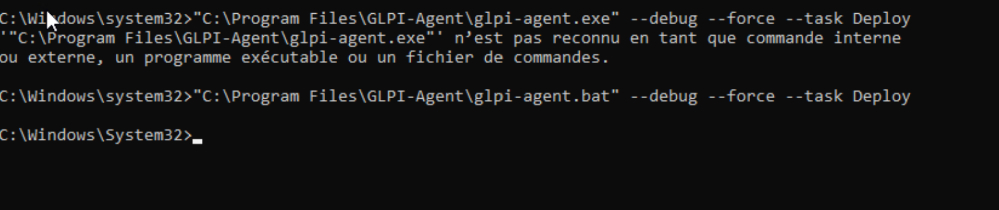 C:\Windows\system32>"C:\Program Files\GLPI-Agent\glpi-agent.exe" --debug --force --task Deploy
'"C:\Program Files\GLPI-Agent\glpi-agent.exe"' n’est pas reconnu en tant que commande interne
ou externe, un programme exécutable ou un fichier de commandes.
C:\Windows\system32>"C:\Program Files\GLPI-Agent\glpi-agent.bat" --debug --force --task Deploy
C:\Windows\System32>